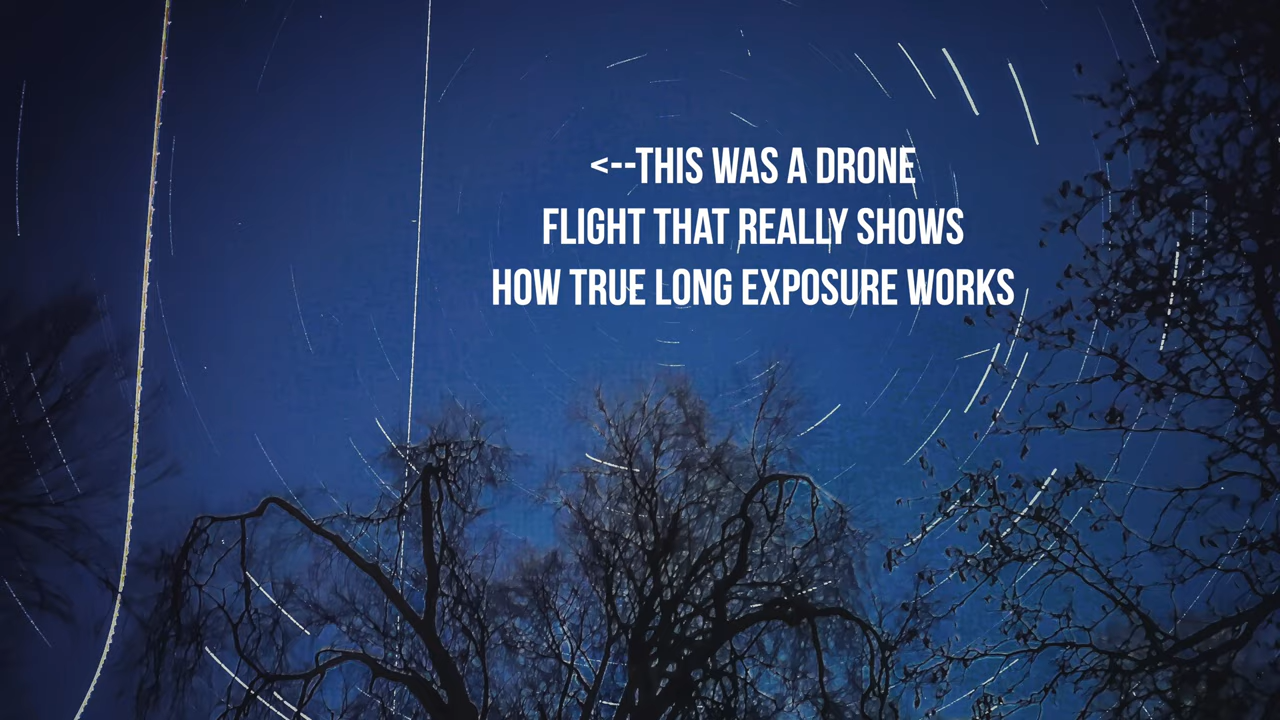 <--THIS WAS A DRONE
FLIGHT THAT REALLY SHOWS
HOW TRUE LONG EXPOSURE WORKS